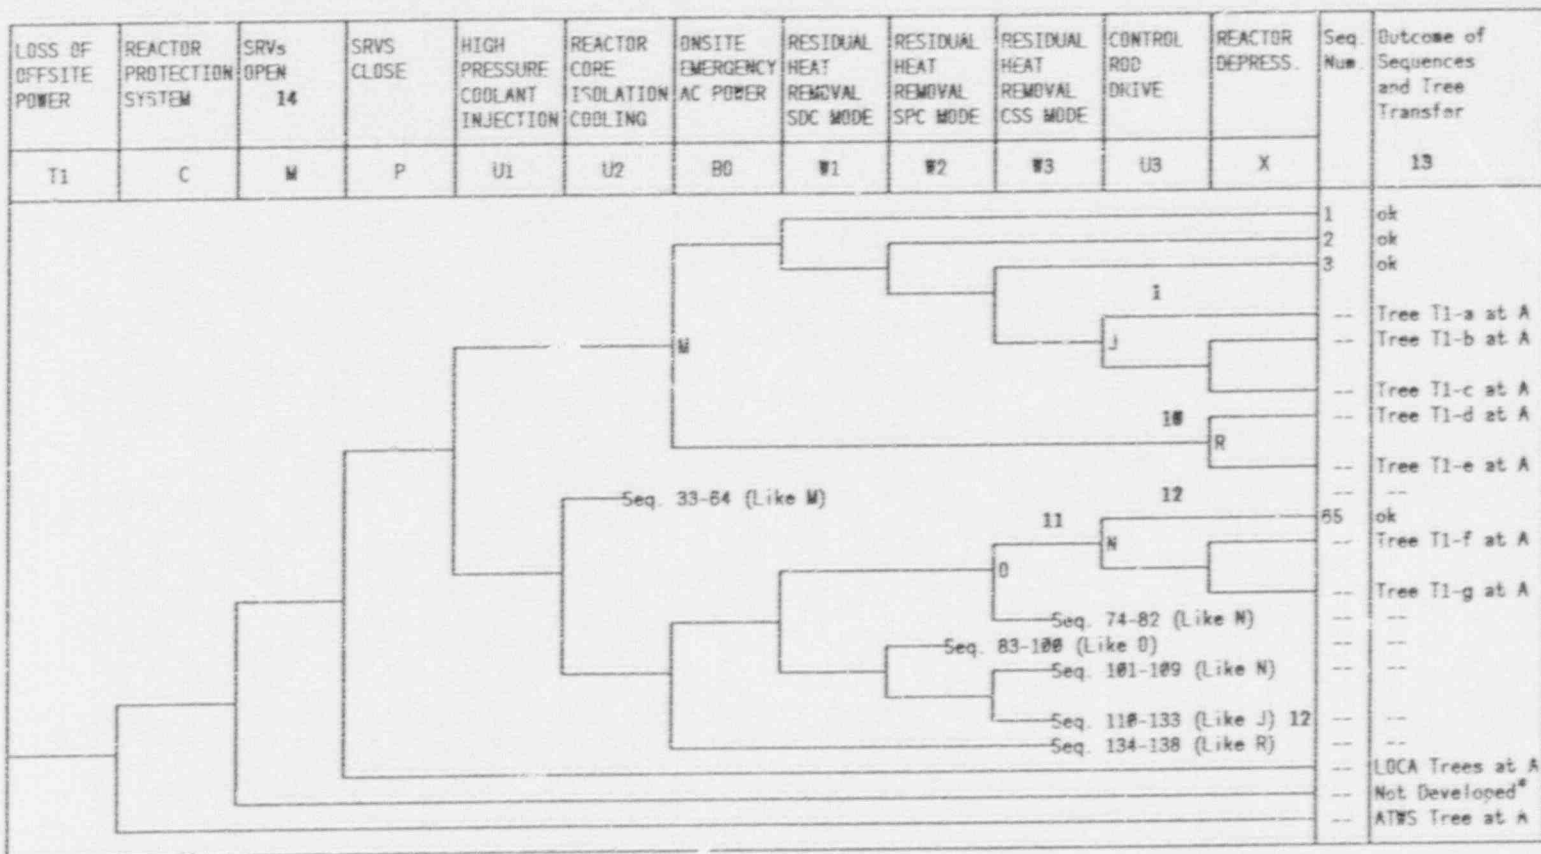 LOSS OF OFFSITE POWER
REACTOR PROTECTION SYSTEM
SRVs OPEN 14
SRVS CLOSE
HIGH PRESSURE COOLANT INJECTION
REACTOR CORE ISOLATION COOLING
ONSITE EMERGENCY AC POWER
RESIDUAL HEAT REMOVAL SDC MODE
RESIDUAL HEAT REMOVAL SPC MODE
RESIDUAL HEAT REMOVAL CSS MODE
CONTROL ROD DRIVE
REACTOR DEPRESS.
Seq. Num.
Outcome of Sequences and Tree Transfer
T1 C M P U1 U2 B0 W1 W2 W3 U3 X 13
1 ok
2 ok
3 ok
1
-- Tree T1-a at A
M J -- Tree T1-b at A
-- Tree T1-c at A
10 -- Tree T1-d at A
R
-- Tree T1-e at A
Seq. 33-64 (Like M) 12 -- --
11 65 ok
N -- Tree T1-f at A
O
-- Tree T1-g at A
Seq. 74-82 (Like N) -- --
Seq. 83-100 (Like O) -- --
Seq. 101-109 (Like N) -- --
Seq. 110-133 (Like J) 12 -- --
Seq. 134-138 (Like R) -- --
-- LOCA Trees at A
-- Not Developed*
-- ATWS Tree at A